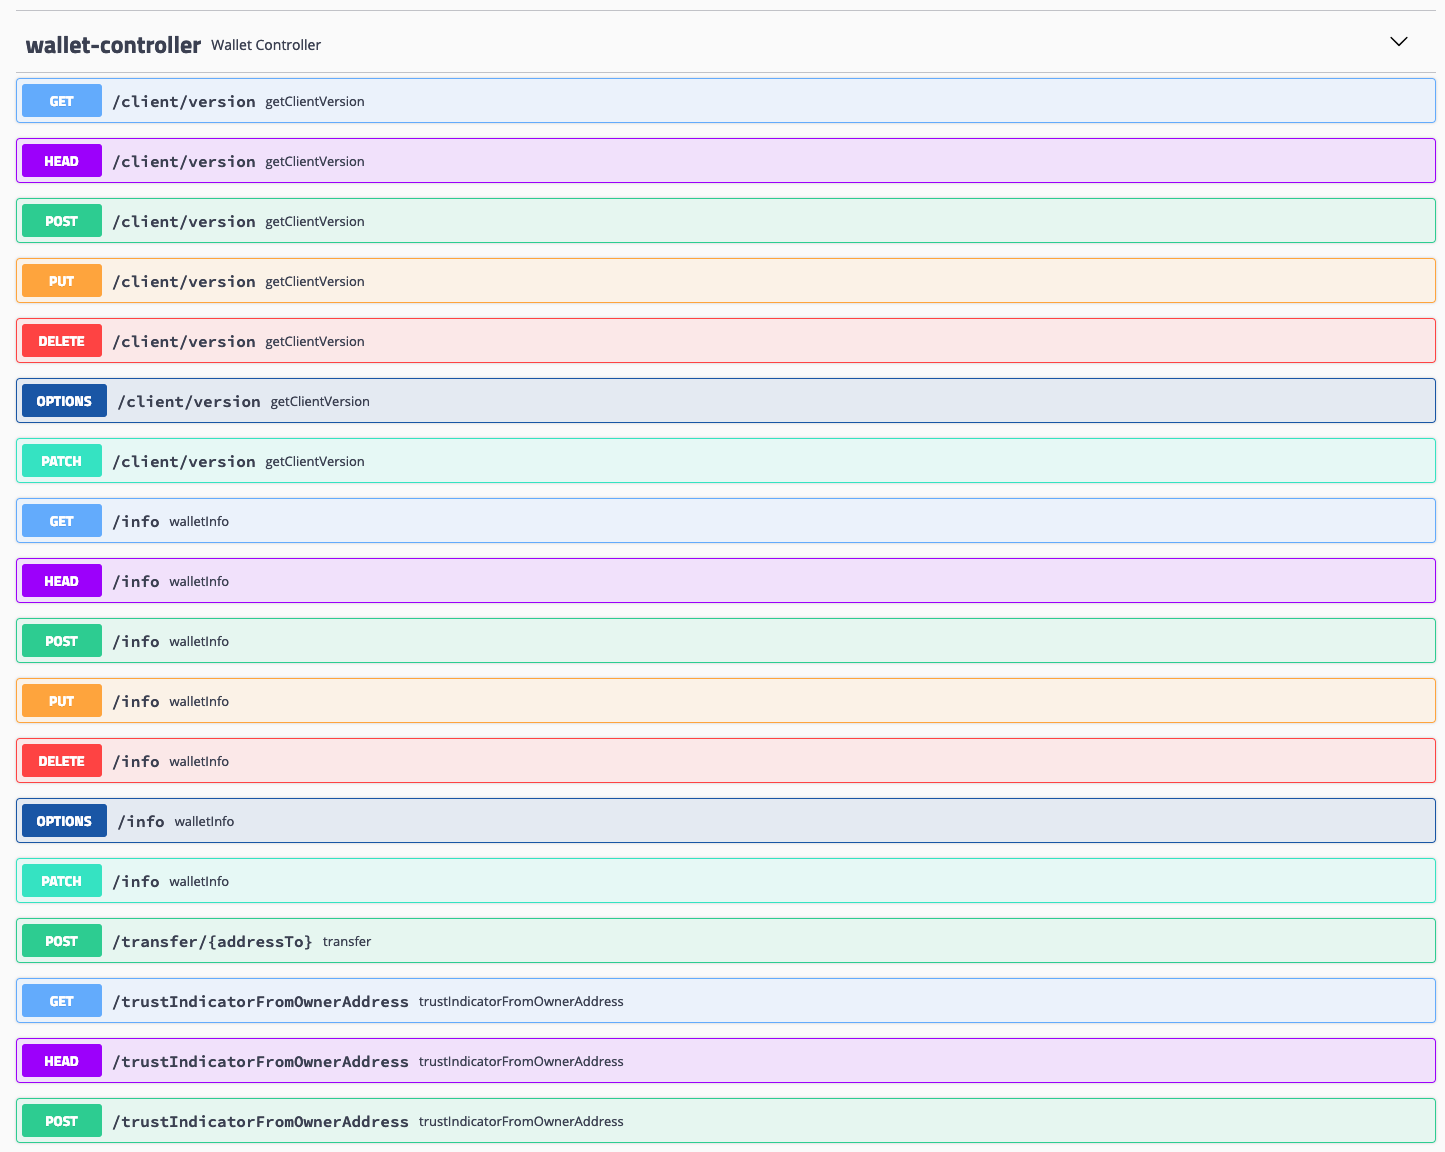 wallet-controller Wallet Controller
GET /client/version getClientVersion
HEAD /client/version getClientVersion
POST /client/version getClientVersion
PUT /client/version getClientVersion
DELETE /client/version getClientVersion
OPTIONS /client/version getClientVersion
PATCH /client/version getClientVersion
GET /info walletInfo
HEAD /info walletInfo
POST /info walletInfo
PUT /info walletInfo
DELETE /info walletInfo
OPTIONS /info walletInfo
PATCH /info walletInfo
POST /transfer/{addressTo} transfer
GET /trustIndicatorFromOwnerAddress trustIndicatorFromOwnerAddress
HEAD /trustIndicatorFromOwnerAddress trustIndicatorFromOwnerAddress
POST /trustIndicatorFromOwnerAddress trustIndicatorFromOwnerAddress